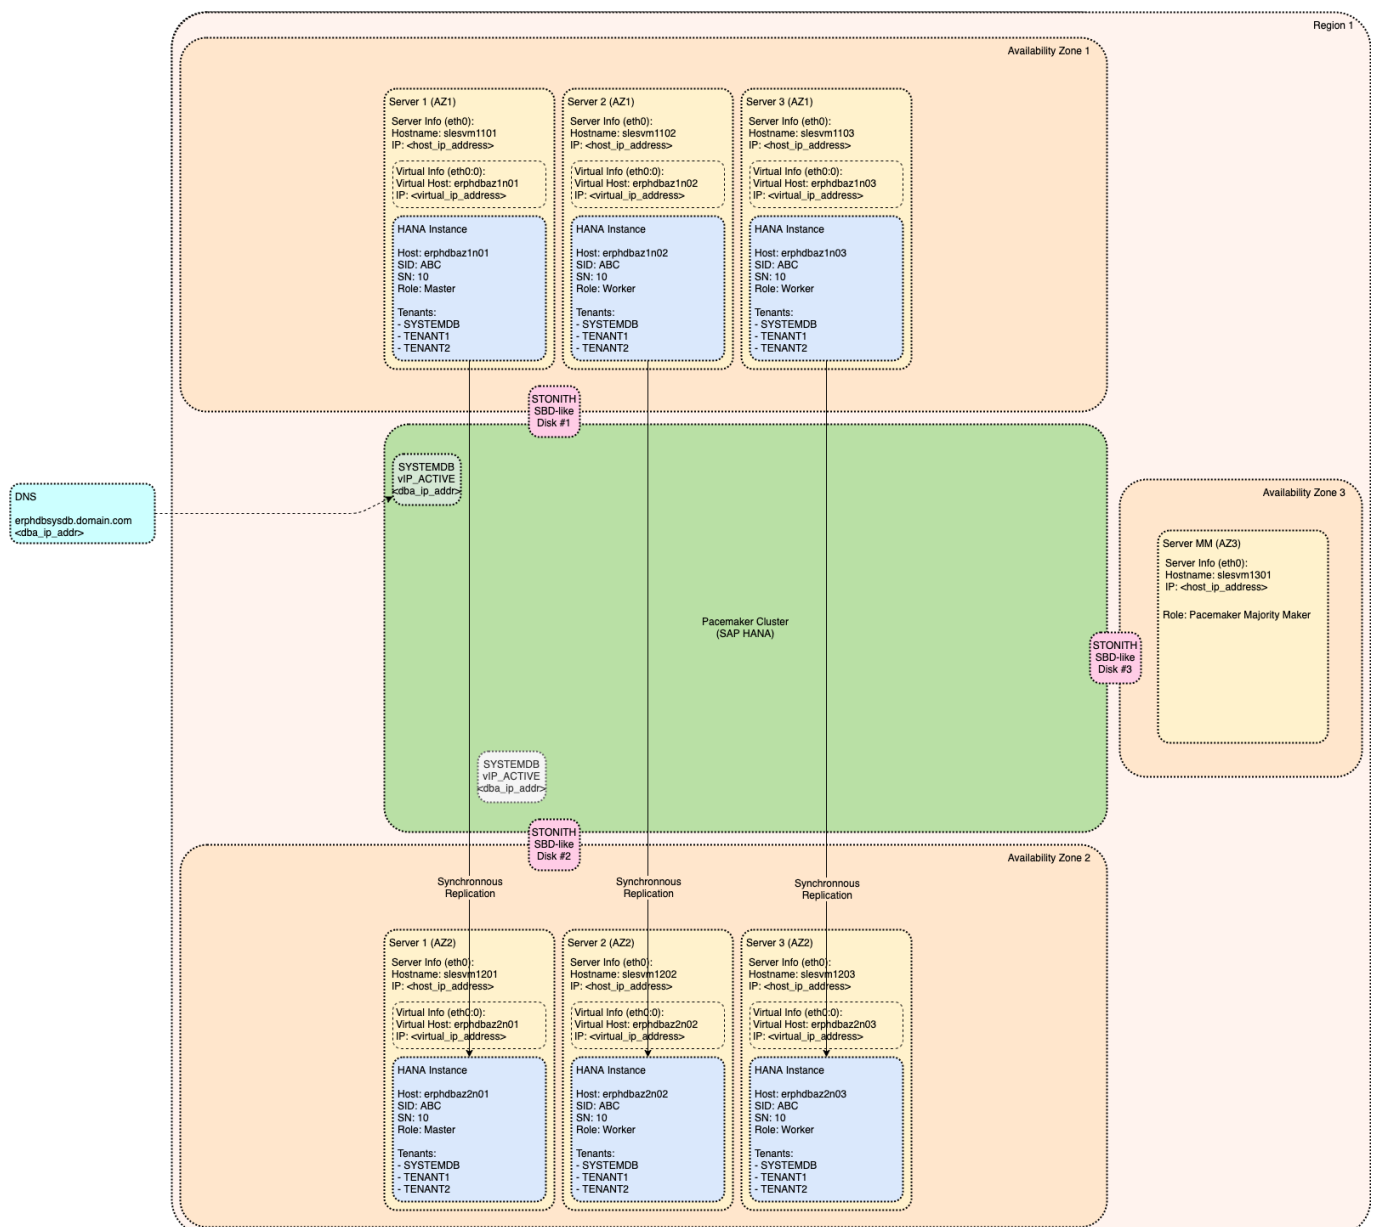 Region 1
Availability Zone 1
Server 1 (AZ1)
Server Info (eth0):
Hostname: slesvm1101
IP: <host_ip_address>
Virtual Info (eth0:0):
Virtual Host: erphdbaz1n01
IP: <virtual_ip_address>
HANA Instance
Host: erphdbaz1n01
SID: ABC
SN: 10
Role: Master
Tenants:
- SYSTEMDB
- TENANT1
- TENANT2
Server 2 (AZ1)
Server Info (eth0):
Hostname: slesvm1102
IP: <host_ip_address>
Virtual Info (eth0:0):
Virtual Host: erphdbaz1n02
IP: <virtual_ip_address>
HANA Instance
Host: erphdbaz1n02
SID: ABC
SN: 10
Role: Worker
Tenants:
- SYSTEMDB
- TENANT1
- TENANT2
Server 3 (AZ1)
Server Info (eth0):
Hostname: slesvm1103
IP: <host_ip_address>
Virtual Info (eth0:0):
Virtual Host: erphdbaz1n03
IP: <virtual_ip_address>
HANA Instance
Host: erphdbaz1n03
SID: ABC
SN: 10
Role: Worker
Tenants:
- SYSTEMDB
- TENANT1
- TENANT2
STONITH
SBD-like
Disk #1
SYSTEMDB
vIP_ACTIVE
<dba_ip_addr>
DNS
erphdbsysdb.domain.com
<dba_ip_addr>
Pacemaker Cluster
(SAP HANA)
Availability Zone 3
Server MM (AZ3)
Server Info (eth0):
Hostname: slesvm1301
IP: <host_ip_address>
Role: Pacemaker Majority Maker
STONITH
SBD-like
Disk #3
SYSTEMDB
vIP_ACTIVE
<dba_ip_addr>
STONITH
SBD-like
Disk #2
Availability Zone 2
Synchronnous
Replication
Synchronnous
Replication
Synchronnous
Replication
Server 1 (AZ2)
Server Info (eth0):
Hostname: slesvm1201
IP: <host_ip_address>
Virtual Info (eth0:0):
Virtual Host: erphdbaz2n01
IP: <virtual_ip_address>
HANA Instance
Host: erphdbaz2n01
SID: ABC
SN: 10
Role: Master
Tenants:
- SYSTEMDB
- TENANT1
- TENANT2
Server 2 (AZ2)
Server Info (eth0):
Hostname: slesvm1202
IP: <host_ip_address>
Virtual Info (eth0:0):
Virtual Host: erphdbaz2n02
IP: <virtual_ip_address>
HANA Instance
Host: erphdbaz2n02
SID: ABC
SN: 10
Role: Worker
Tenants:
- SYSTEMDB
- TENANT1
- TENANT2
Server 3 (AZ2)
Server Info (eth0):
Hostname: slesvm1203
IP: <host_ip_address>
Virtual Info (eth0:0):
Virtual Host: erphdbaz2n03
IP: <virtual_ip_address>
HANA Instance
Host: erphdbaz2n03
SID: ABC
SN: 10
Role: Worker
Tenants:
- SYSTEMDB
- TENANT1
- TENANT2